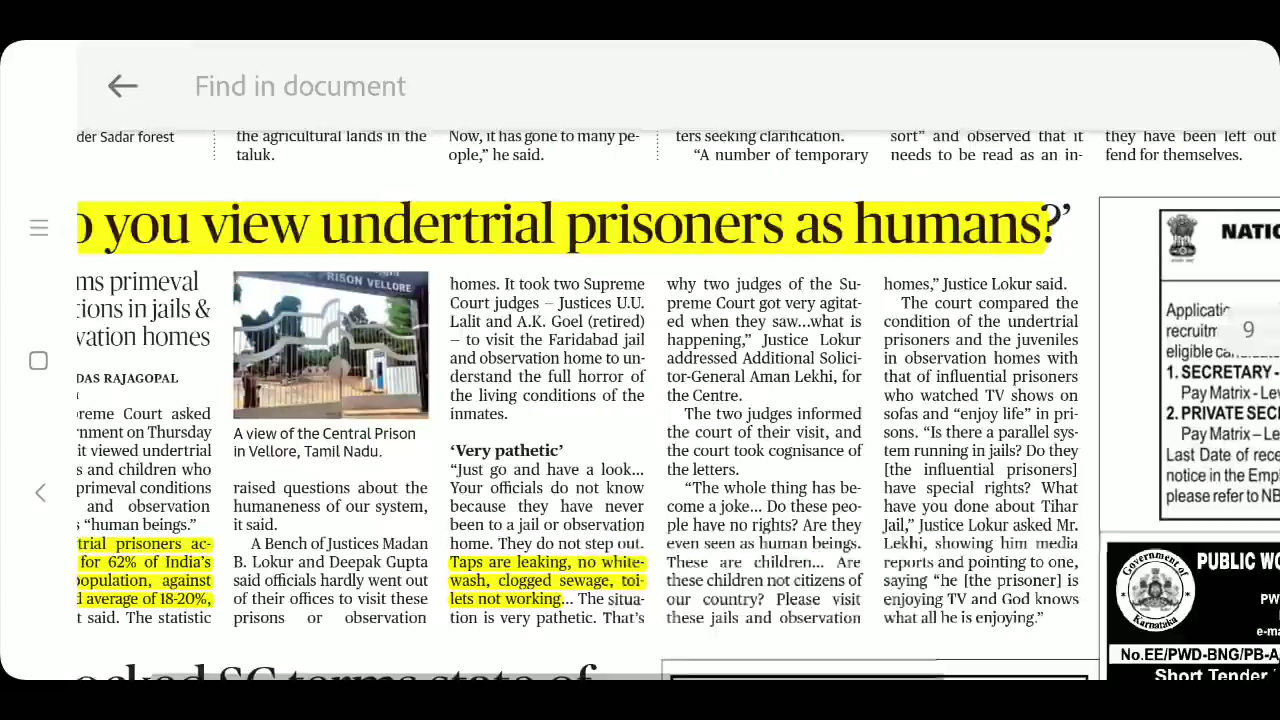 Find in document
der Sadar forest
the agricultural lands in the
taluk.
Now, it has gone to many pe-
ople,” he said.
ters seeking clarification.
“A number of temporary
sort” and observed that it
needs to be read as an in-
they have been left out
fend for themselves.
o you view undertrial prisoners as humans?’
ms primeval
tions in jails &
vation homes
DAS RAJAGOPAL
reme Court asked
rnment on Thursday
it viewed undertrial
s and children who
primeval conditions
and observation
s “human beings.”
trial prisoners ac-
for 62% of India’s
population, against
d average of 18-20%,
t said. The statistic
RISON VELLORE
A view of the Central Prison
in Vellore, Tamil Nadu.
raised questions about the
humaneness of our system,
it said.
A Bench of Justices Madan
B. Lokur and Deepak Gupta
said officials hardly went out
of their offices to visit these
prisons or observation
homes. It took two Supreme
Court judges – Justices U.U.
Lalit and A.K. Goel (retired)
– to visit the Faridabad jail
and observation home to un-
derstand the full horror of
the living conditions of the
inmates.
‘Very pathetic’
“Just go and have a look...
Your officials do not know
because they have never
been to a jail or observation
home. They do not step out.
Taps are leaking, no white-
wash, clogged sewage, toi-
lets not working... The situa-
tion is very pathetic. That’s
why two judges of the Su-
preme Court got very agitat-
ed when they saw...what is
happening,” Justice Lokur
addressed Additional Solici-
tor-General Aman Lekhi, for
the Centre.
The two judges informed
the court of their visit, and
the court took cognisance of
the letters.
“The whole thing has be-
come a joke... Do these peo-
ple have no rights? Are they
even seen as human beings.
These are children... Are
these children not citizens of
our country? Please visit
these jails and observation
homes,” Justice Lokur said.
The court compared the
condition of the undertrial
prisoners and the juveniles
in observation homes with
that of influential prisoners
who watched TV shows on
sofas and “enjoy life” in pri-
sons. “Is there a parallel sys-
tem running in jails? Do they
[the influential prisoners]
have special rights? What
have you done about Tihar
Jail,” Justice Lokur asked Mr.
Lekhi, showing him media
reports and pointing to one,
saying “he [the prisoner] is
enjoying TV and God knows
what all he is enjoying.”
NATIO
Applicatio
recruitm
eligible
9
1. SECRETARY -
Pay Matrix - Lev
2. PRIVATE SEC
Pay Matrix – Le
Last Date of rece
notice in the Empl
please refer to NB
Government of
Karnataka
PUBLIC WO
PW
e-ma
No.EE/PWD-BNG/PB-A
Short Tender
ocked SC terms state of